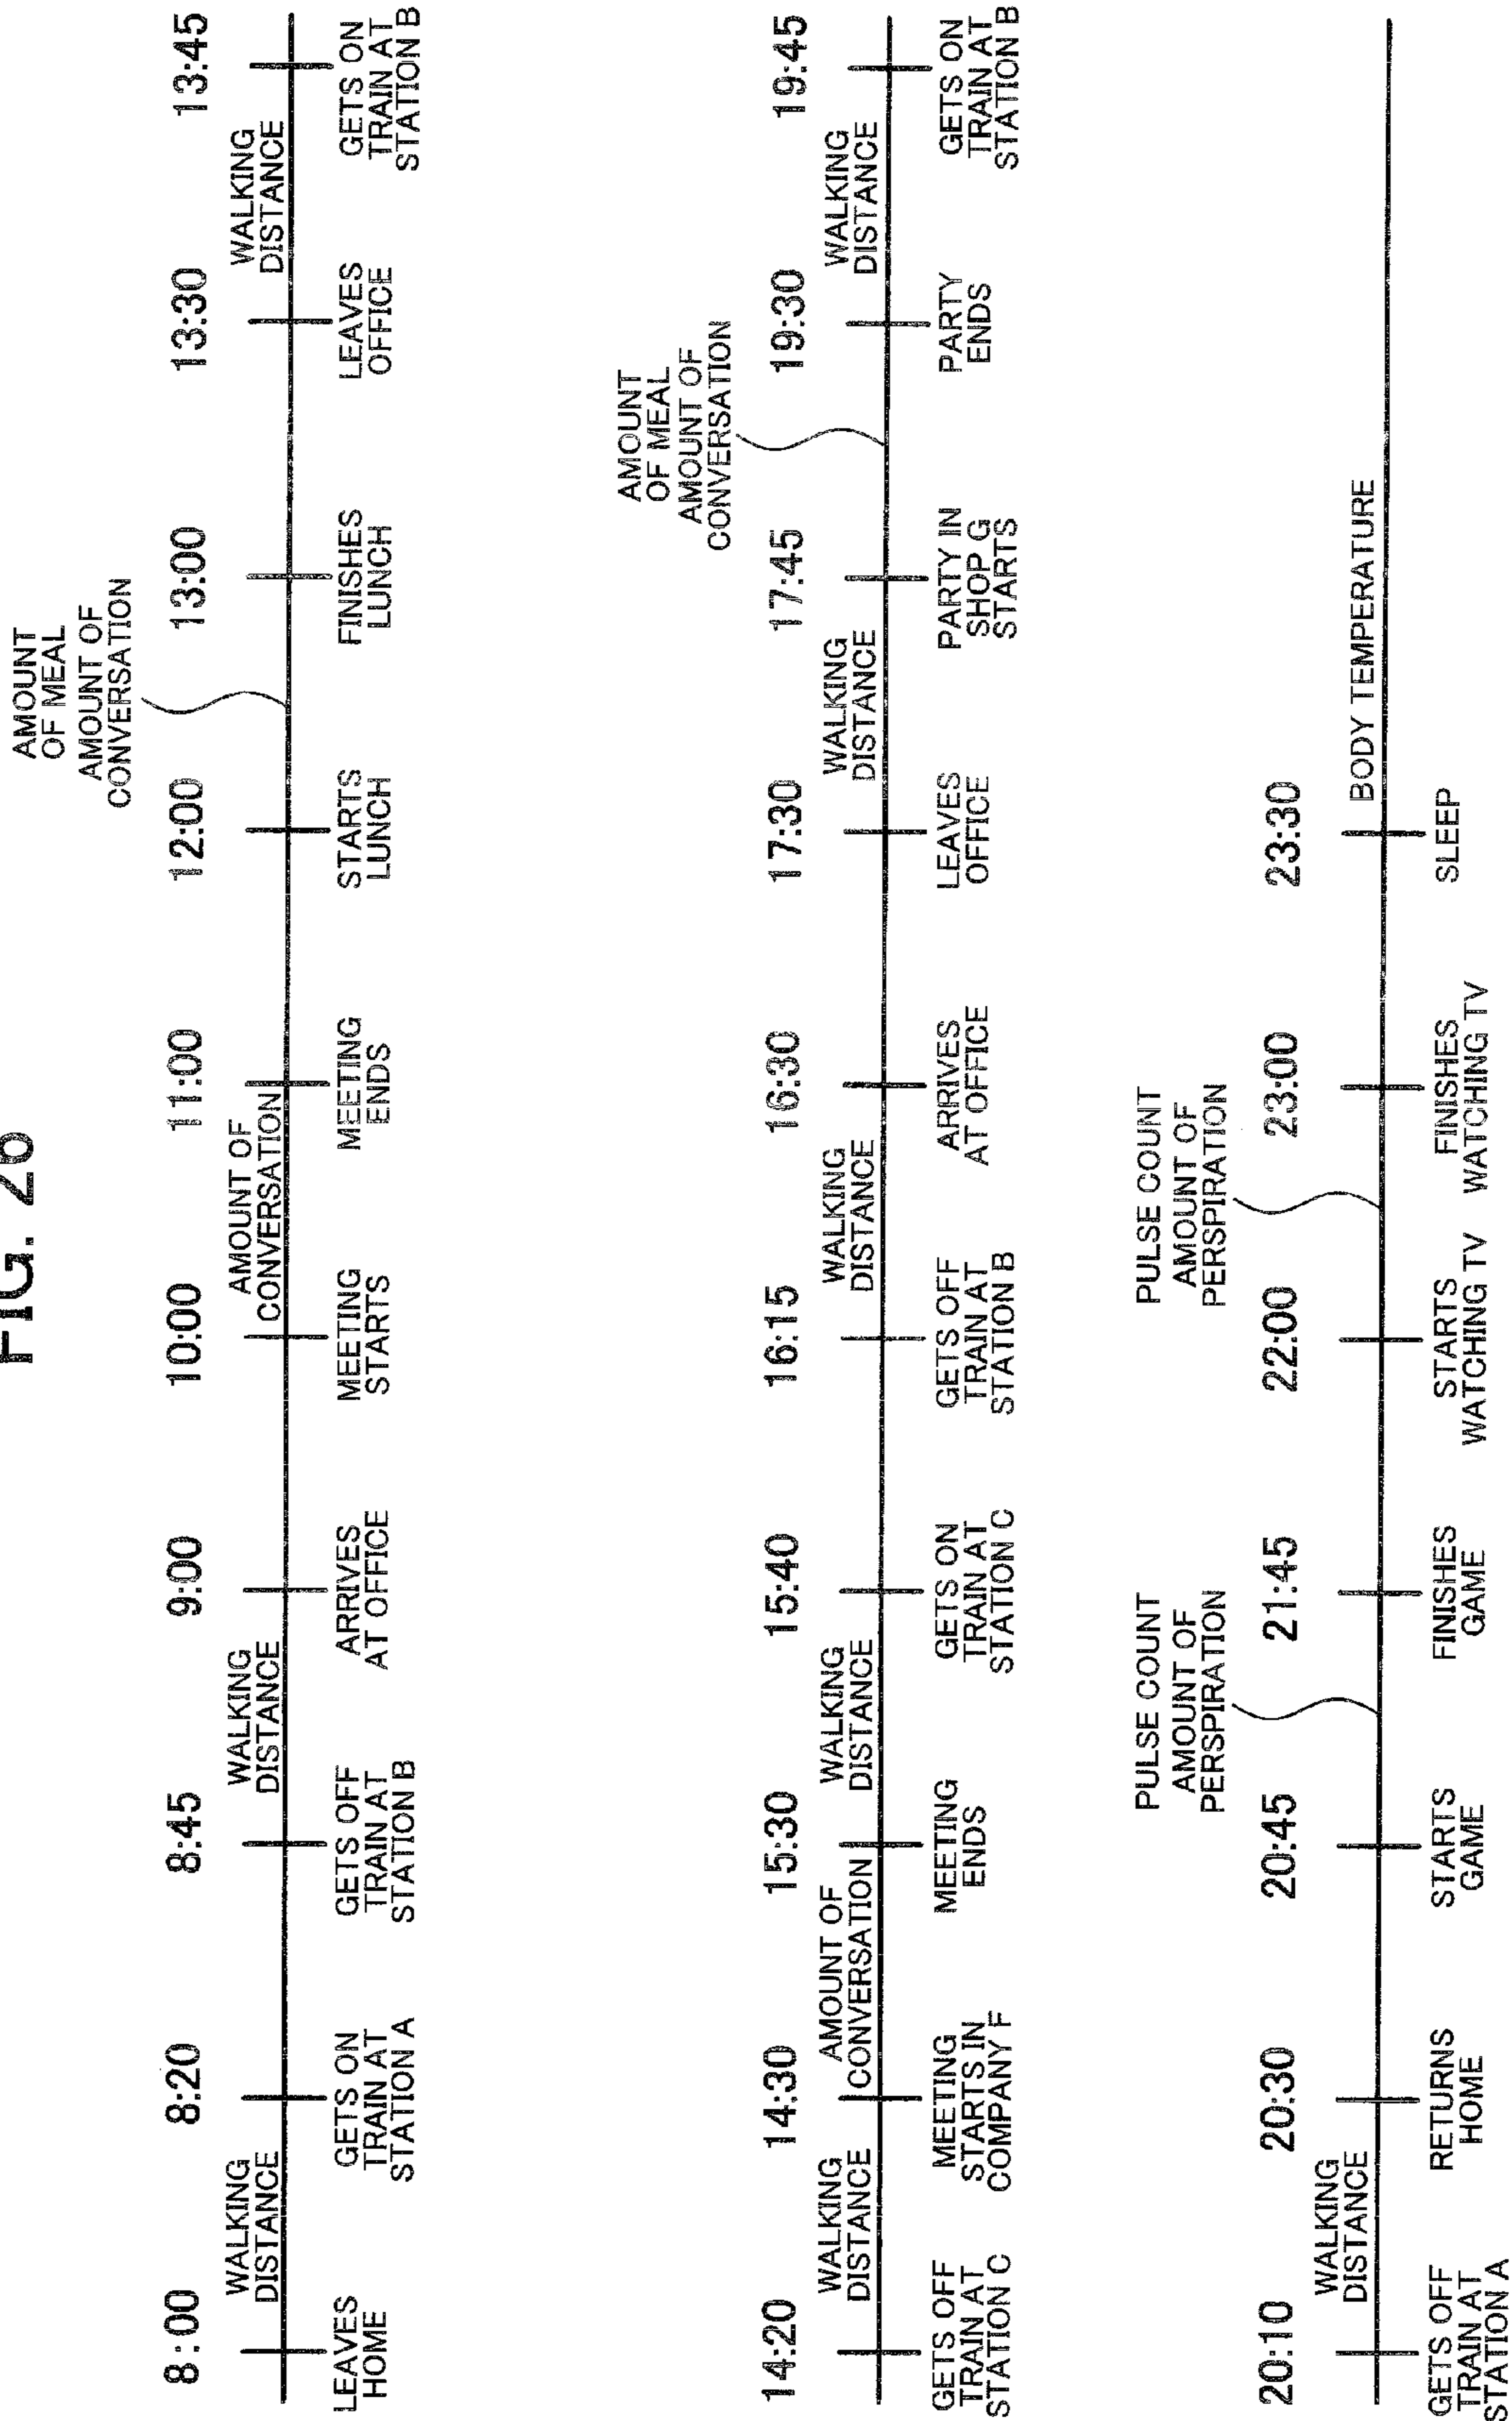 FIG. 26
AMOUNT
OF MEAL
AMOUNT OF
CONVERSATION
8:00
8:20
8:45
9:00
10:00
11:00
12:00
13:00
13:30
13:45
WALKING
DISTANCE
WALKING
DISTANCE
AMOUNT OF
CONVERSATION
WALKING
DISTANCE
LEAVES
HOME
GETS ON
TRAIN AT
STATION A
GETS OFF
TRAIN AT
STATION B
ARRIVES
AT OFFICE
MEETING
STARTS
MEETING
ENDS
STARTS
LUNCH
FINISHES
LUNCH
LEAVES
OFFICE
GETS ON
TRAIN AT
STATION B
AMOUNT
OF MEAL
AMOUNT OF
CONVERSATION
14:20
14:30
15:30
15:40
16:15
16:30
17:30
17:45
19:30
19:45
WALKING
DISTANCE
AMOUNT OF
CONVERSATION
WALKING
DISTANCE
WALKING
DISTANCE
WALKING
DISTANCE
WALKING
DISTANCE
GETS OFF
TRAIN AT
STATION C
MEETING
STARTS IN
COMPANY F
MEETING
ENDS
GETS ON
TRAIN AT
STATION C
GETS OFF
TRAIN AT
STATION B
ARRIVES
AT OFFICE
LEAVES
OFFICE
PARTY IN
SHOP G
STARTS
PARTY
ENDS
GETS ON
TRAIN AT
STATION B
PULSE COUNT
AMOUNT OF
PERSPIRATION
PULSE COUNT
AMOUNT OF
PERSPIRATION
20:10
20:30
20:45
21:45
22:00
23:00
23:30
WALKING
DISTANCE
BODY TEMPERATURE
GETS OFF
TRAIN AT
STATION A
RETURNS
HOME
STARTS
GAME
FINISHES
GAME
STARTS
WATCHING TV
FINISHES
WATCHING TV
SLEEP